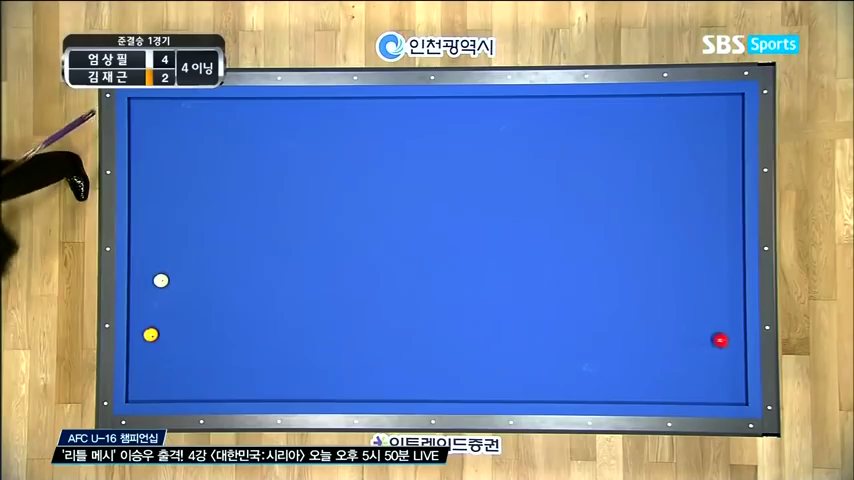 준결승 1경기
엄상필 4
김재근 2
4 이닝
인천광역시
SBS Sports
이트레이드증권
AFC U-16 챔피언십
'리틀 메시' 이승우 출격! 4강 <대한민국:시리아> 오늘 오후 5시 50분 LIVE